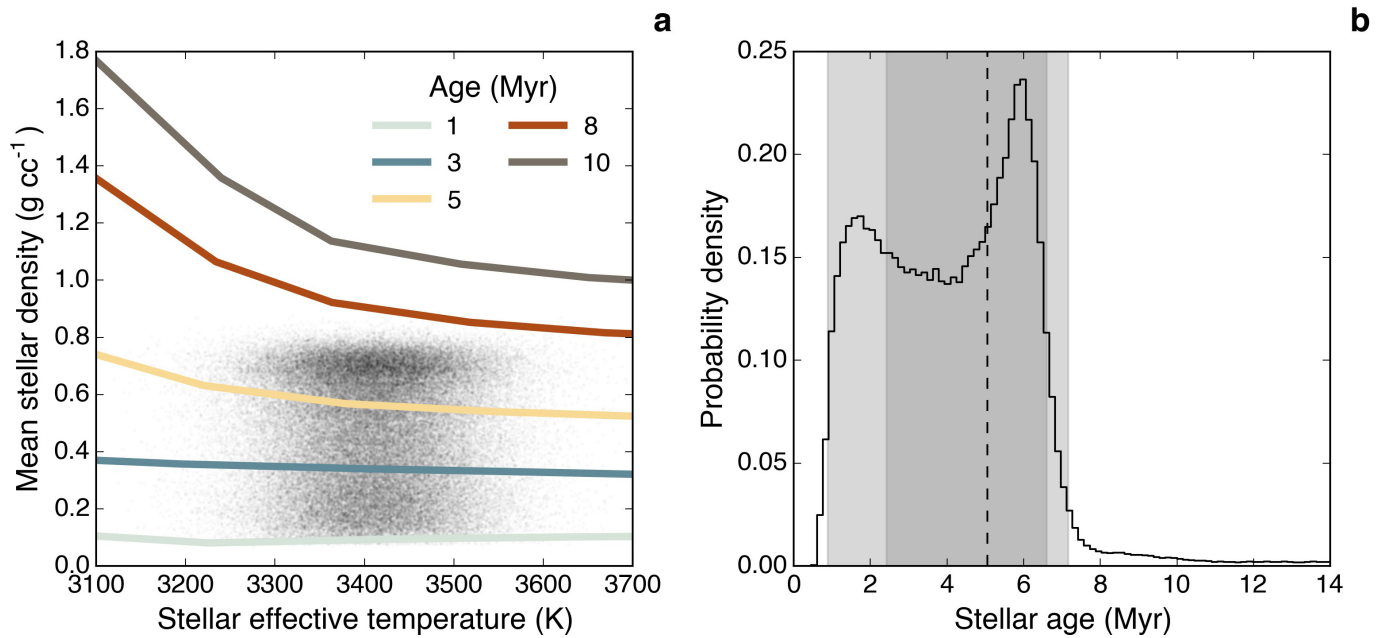 a
Mean stellar density (g cc⁻¹ )
1.8
1.6
1.4
1.2
1.0
0.8
0.6
0.4
0.2
0.0
Age (Myr)
1 8
3 10
5
3100 3200 3300 3400 3500 3600 3700
Stellar effective temperature (K)
b
Probability density
0.25
0.20
0.15
0.10
0.05
0.00
0 2 4 6 8 10 12 14
Stellar age (Myr)